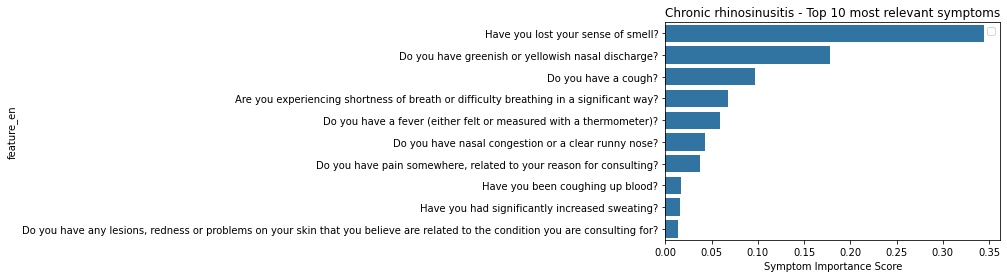 Chronic rhinosinusitis - Top 10 most relevant symptoms
feature_en
Have you lost your sense of smell?
Do you have greenish or yellowish nasal discharge?
Do you have a cough?
Are you experiencing shortness of breath or difficulty breathing in a significant way?
Do you have a fever (either felt or measured with a thermometer)?
Do you have nasal congestion or a clear runny nose?
Do you have pain somewhere, related to your reason for consulting?
Have you been coughing up blood?
Have you had significantly increased sweating?
Do you have any lesions, redness or problems on your skin that you believe are related to the condition you are consulting for?
0.00 0.05 0.10 0.15 0.20 0.25 0.30 0.35
Symptom Importance Score